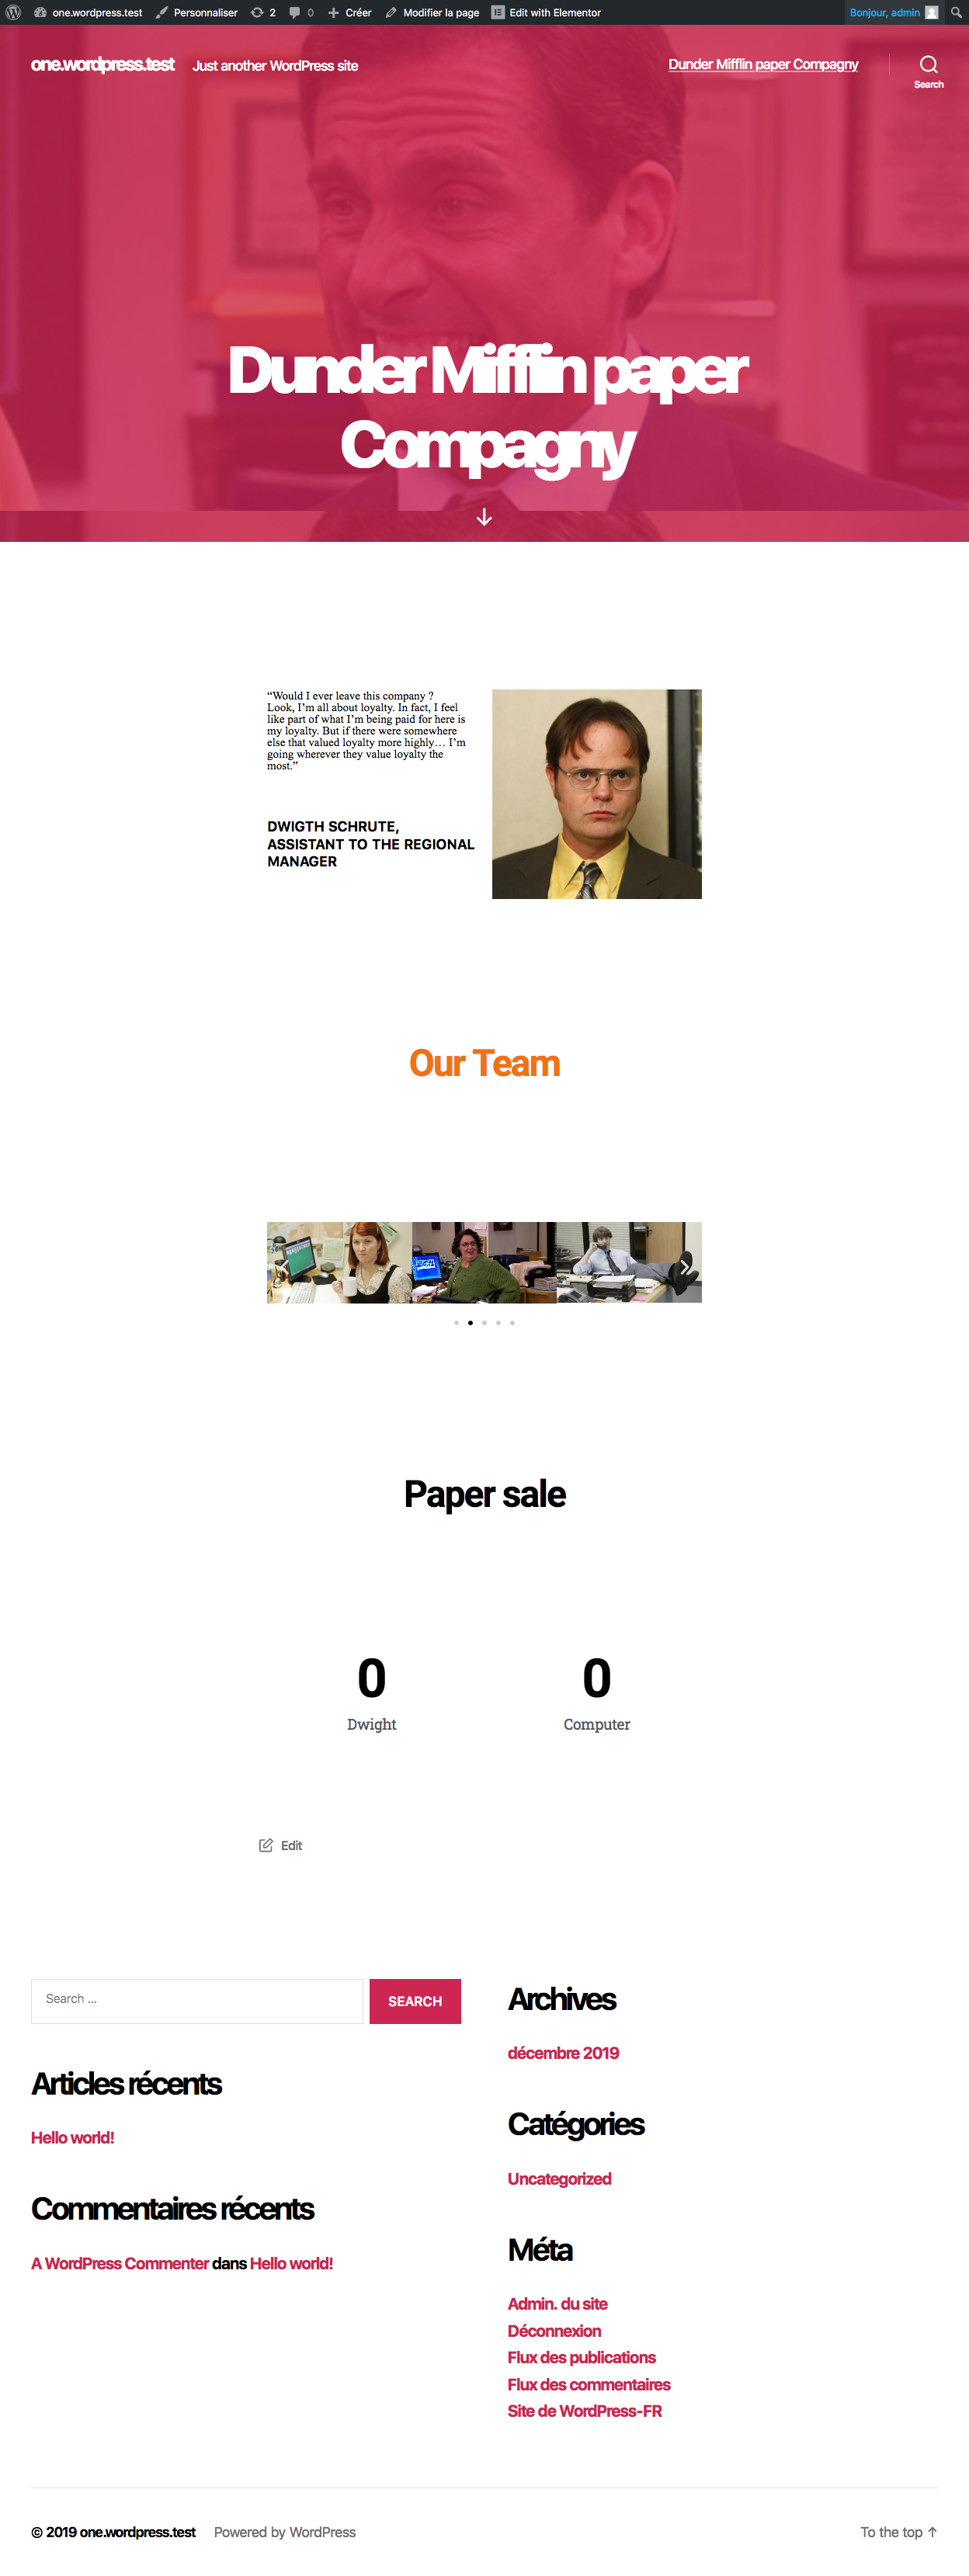 one.wordpress.test Personnaliser 2 0 Créer Modifier la page Edit with Elementor Bonjour, admin
one.wordpress.test Just another WordPress site Dunder Mifflin paper Compagny
Search
Dunder Mifflin paper
Compagny
“Would I ever leave this company ?
Look, I’m all about loyalty. In fact, I feel
like part of what I’m being paid for here is
my loyalty. But if there were somewhere
else that valued loyalty more highly… I’m
going wherever they value loyalty the
most.”
DWIGTH SCHRUTE,
ASSISTANT TO THE REGIONAL
MANAGER
Our Team
Paper sale
0 0
Dwight Computer
Edit
Search …
SEARCH
Articles récents
Hello world!
Commentaires récents
A WordPress Commenter dans Hello world!
Archives
décembre 2019
Catégories
Uncategorized
Méta
Admin. du site
Déconnexion
Flux des publications
Flux des commentaires
Site de WordPress-FR
© 2019 one.wordpress.test Powered by WordPress To the top ↑